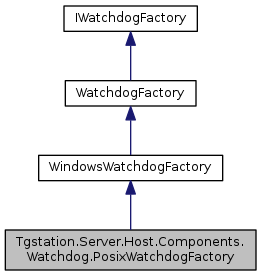 IWatchdogFactory
WatchdogFactory
WindowsWatchdogFactory
Tgstation.Server.Host.Components.
Watchdog.PosixWatchdogFactory